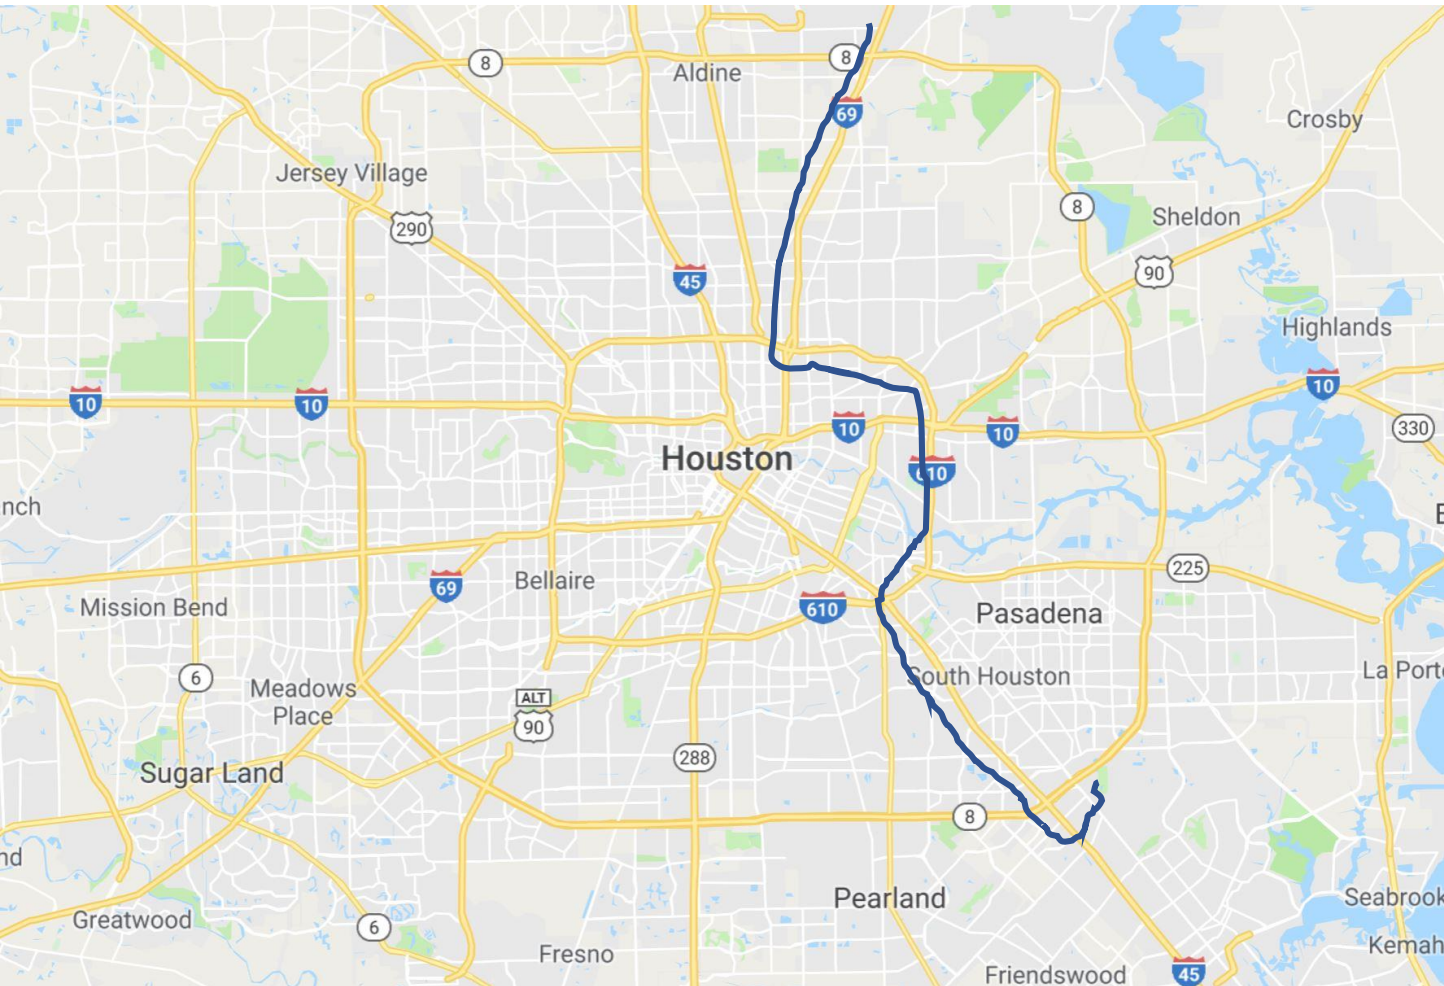 8
Aldine
8
69
Crosby
Jersey Village
8
Sheldon
290
90
45
Highlands
10
10
10
10
10
330
Houston
610
nch
225
69
Bellaire
610
Mission Bend
Pasadena
6
South Houston
La Porte
Meadows
Place
ALT
90
288
Sugar Land
8
nd
Pearland
Seabrook
Greatwood
6
Fresno
Kemah
Friendswood
45